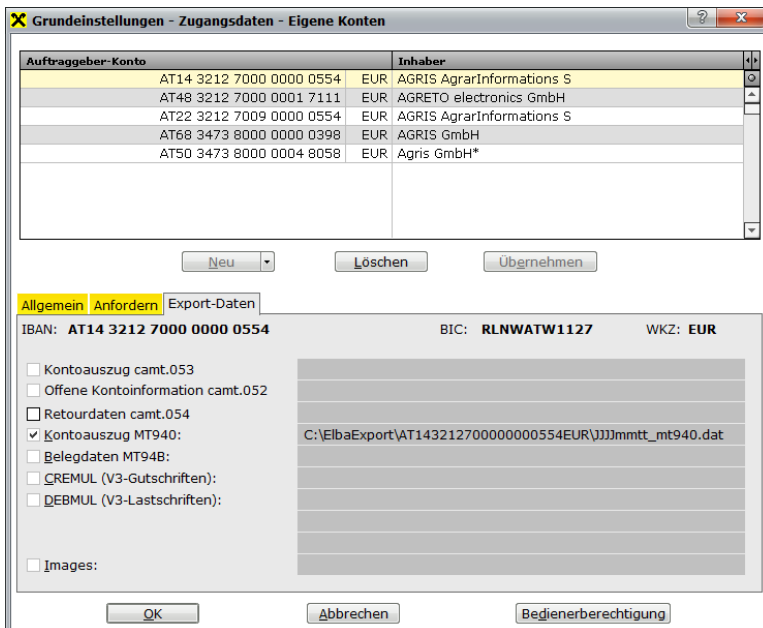 Grundeinstellungen - Zugangsdaten - Eigene Konten
Auftraggeber-Konto Inhaber
AT14 3212 7000 0000 0554 EUR AGRIS AgrarInformations S
AT48 3212 7000 0001 7111 EUR AGRETO electronics GmbH
AT22 3212 7009 0000 0554 EUR AGRIS AgrarInformations S
AT68 3473 8000 0000 0398 EUR AGRIS GmbH
AT50 3473 8000 0004 8058 EUR Agris GmbH*
Neu Löschen Übernehmen
Allgemein Anfordern Export-Daten
IBAN: AT14 3212 7000 0000 0554 BIC: RLNWATW1127 WKZ: EUR
Kontoauszug camt.053
Offene Kontoinformation camt.052
Retourdaten camt.054
Kontoauszug MT940: C:\ElbaExport\AT143212700000000554EUR\JJJJmmtt_mt940.dat
Belegdaten MT94B:
CREMUL (V3-Gutschriften):
DEBMUL (V3-Lastschriften):
Images:
OK Abbrechen Bedienerberechtigung